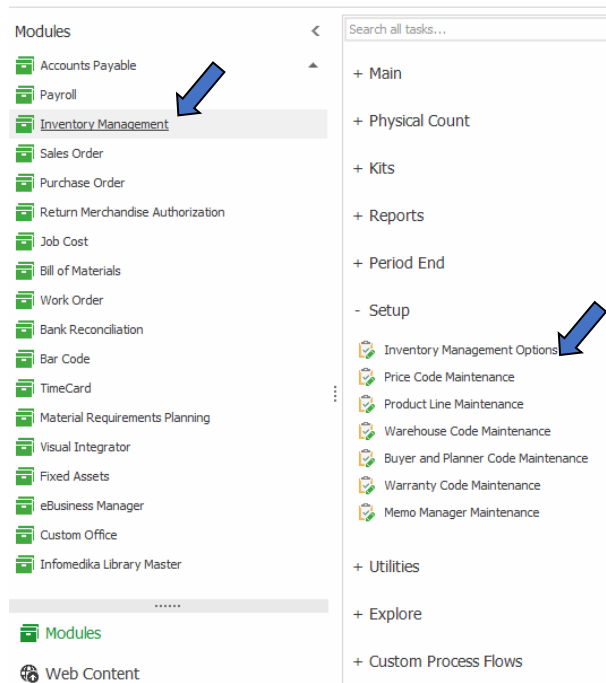 Modules
Accounts Payable
Payroll
Inventory Management
Sales Order
Purchase Order
Return Merchandise Authorization
Job Cost
Bill of Materials
Work Order
Bank Reconciliation
Bar Code
TimeCard
Material Requirements Planning
Visual Integrator
Fixed Assets
eBusiness Manager
Custom Office
Infomedika Library Master
Modules
Web Content
Search all tasks...
+ Main
+ Physical Count
+ Kits
+ Reports
+ Period End
- Setup
Inventory Management Options
Price Code Maintenance
Product Line Maintenance
Warehouse Code Maintenance
Buyer and Planner Code Maintenance
Warranty Code Maintenance
Memo Manager Maintenance
+ Utilities
+ Explore
+ Custom Process Flows